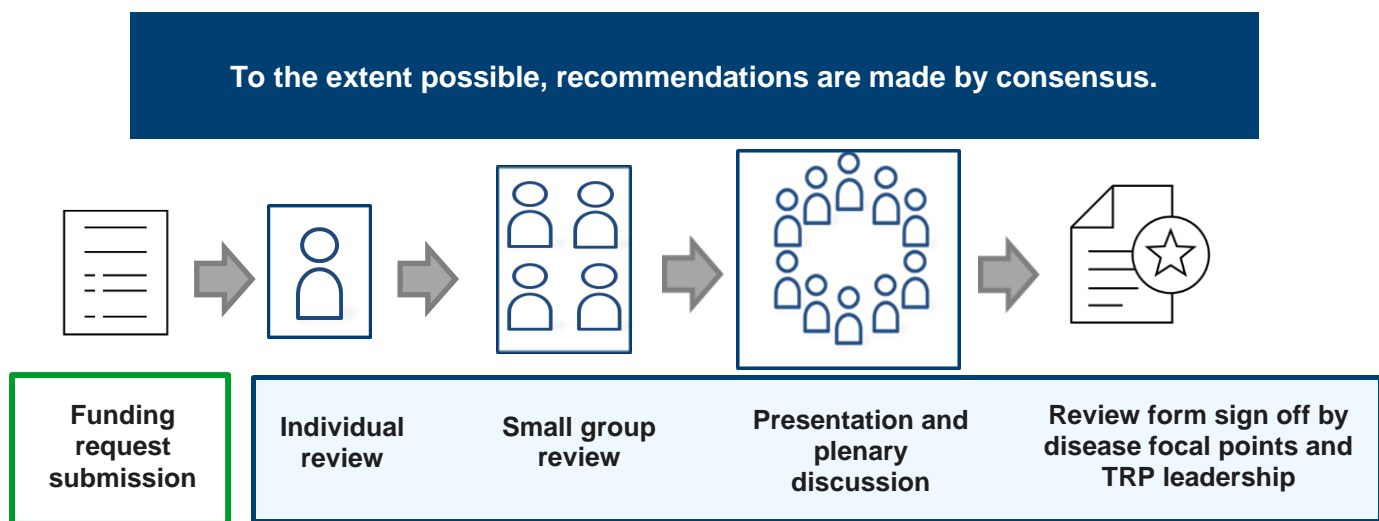 To the extent possible, recommendations are made by consensus.
Funding
request
submission
Individual
review
Small group
review
Presentation and
plenary
discussion
Review form sign off by
disease focal points and
TRP leadership